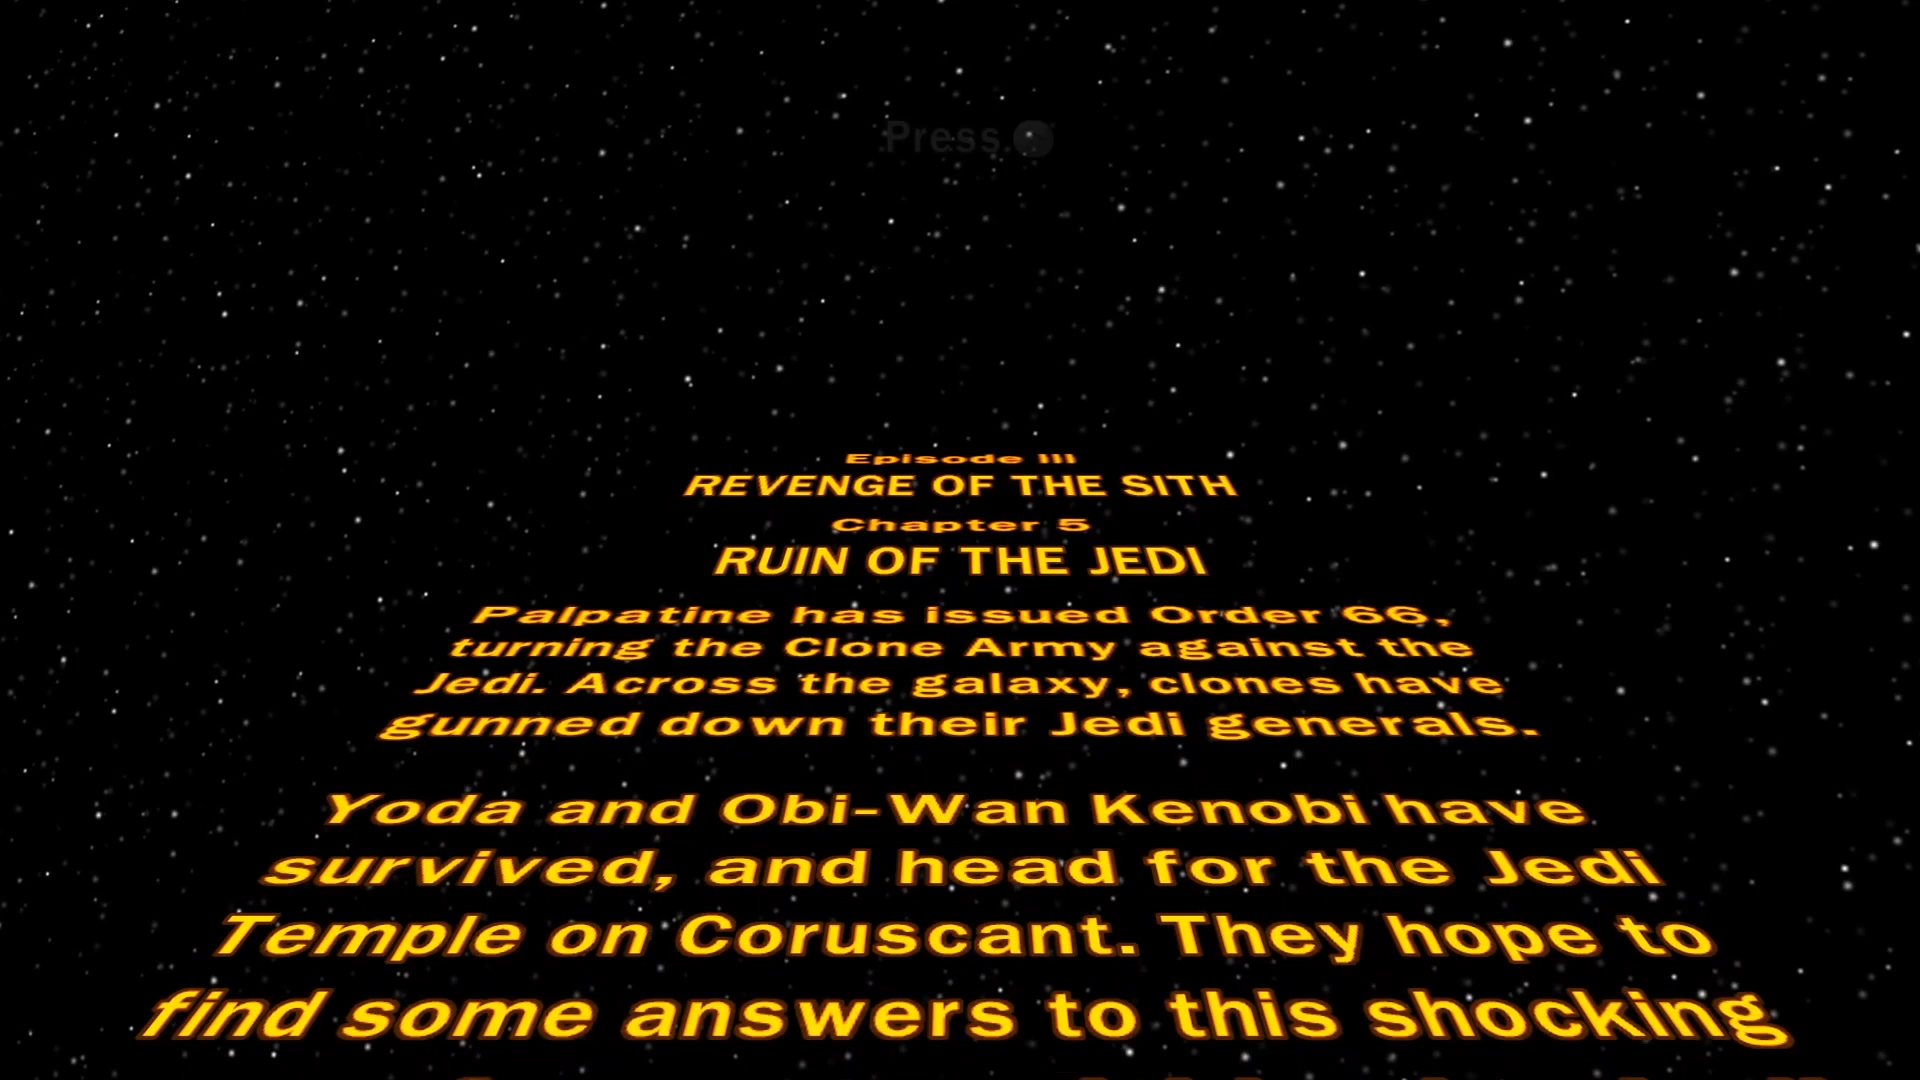 Press
Episode III
REVENGE OF THE SITH
Chapter 5
RUIN OF THE JEDI
Palpatine has issued Order 66,
turning the Clone Army against the
Jedi. Across the galaxy, clones have
gunned down their Jedi generals.
Yoda and Obi-Wan Kenobi have
survived, and head for the Jedi
Temple on Coruscant. They hope to
find some answers to this shocking